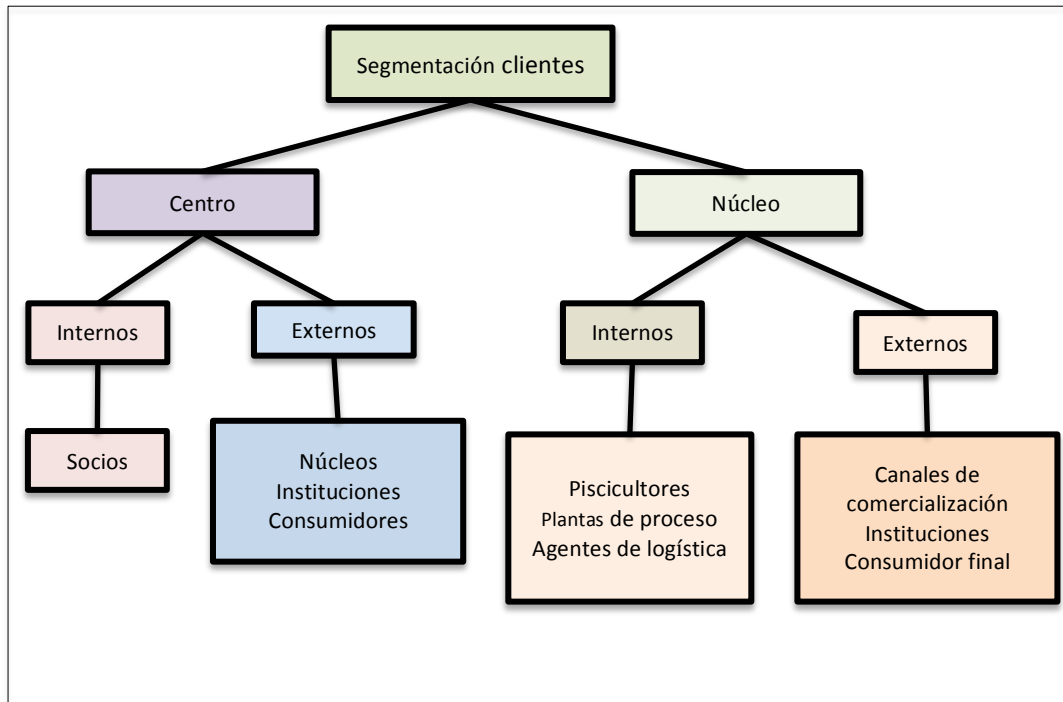 Segmentación clientes
Centro
Núcleo
Internos
Externos
Internos
Externos
Socios
Núcleos
Instituciones
Consumidores
Piscicultores
Plantas de proceso
Agentes de logística
Canales de
comercialización
Instituciones
Consumidor final